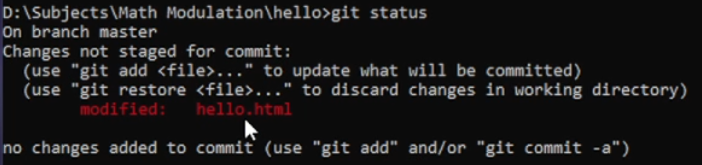 D:\Subjects\Math Modulation\hello>git status
On branch master
Changes not staged for commit:
  (use "git add <file>..." to update what will be committed)
  (use "git restore <file>..." to discard changes in working directory)
        modified:   hello.html

no changes added to commit (use "git add" and/or "git commit -a")